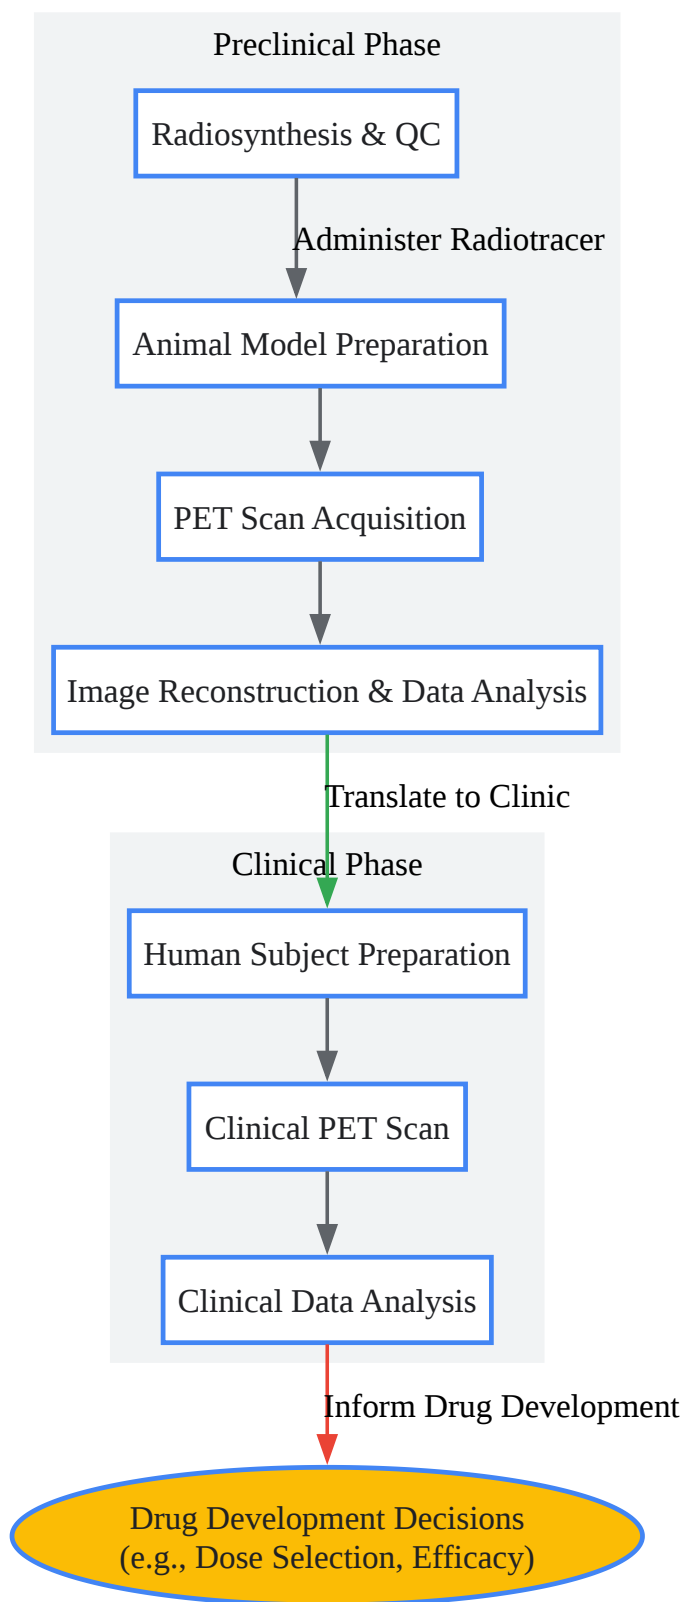 Preclinical Phase
Radiosynthesis & QC
Administer Radiotracer
Animal Model Preparation
PET Scan Acquisition
Image Reconstruction & Data Analysis
Translate to Clinic
Clinical Phase
Human Subject Preparation
Clinical PET Scan
Clinical Data Analysis
Inform Drug Development
Drug Development Decisions
(e.g., Dose Selection, Efficacy)